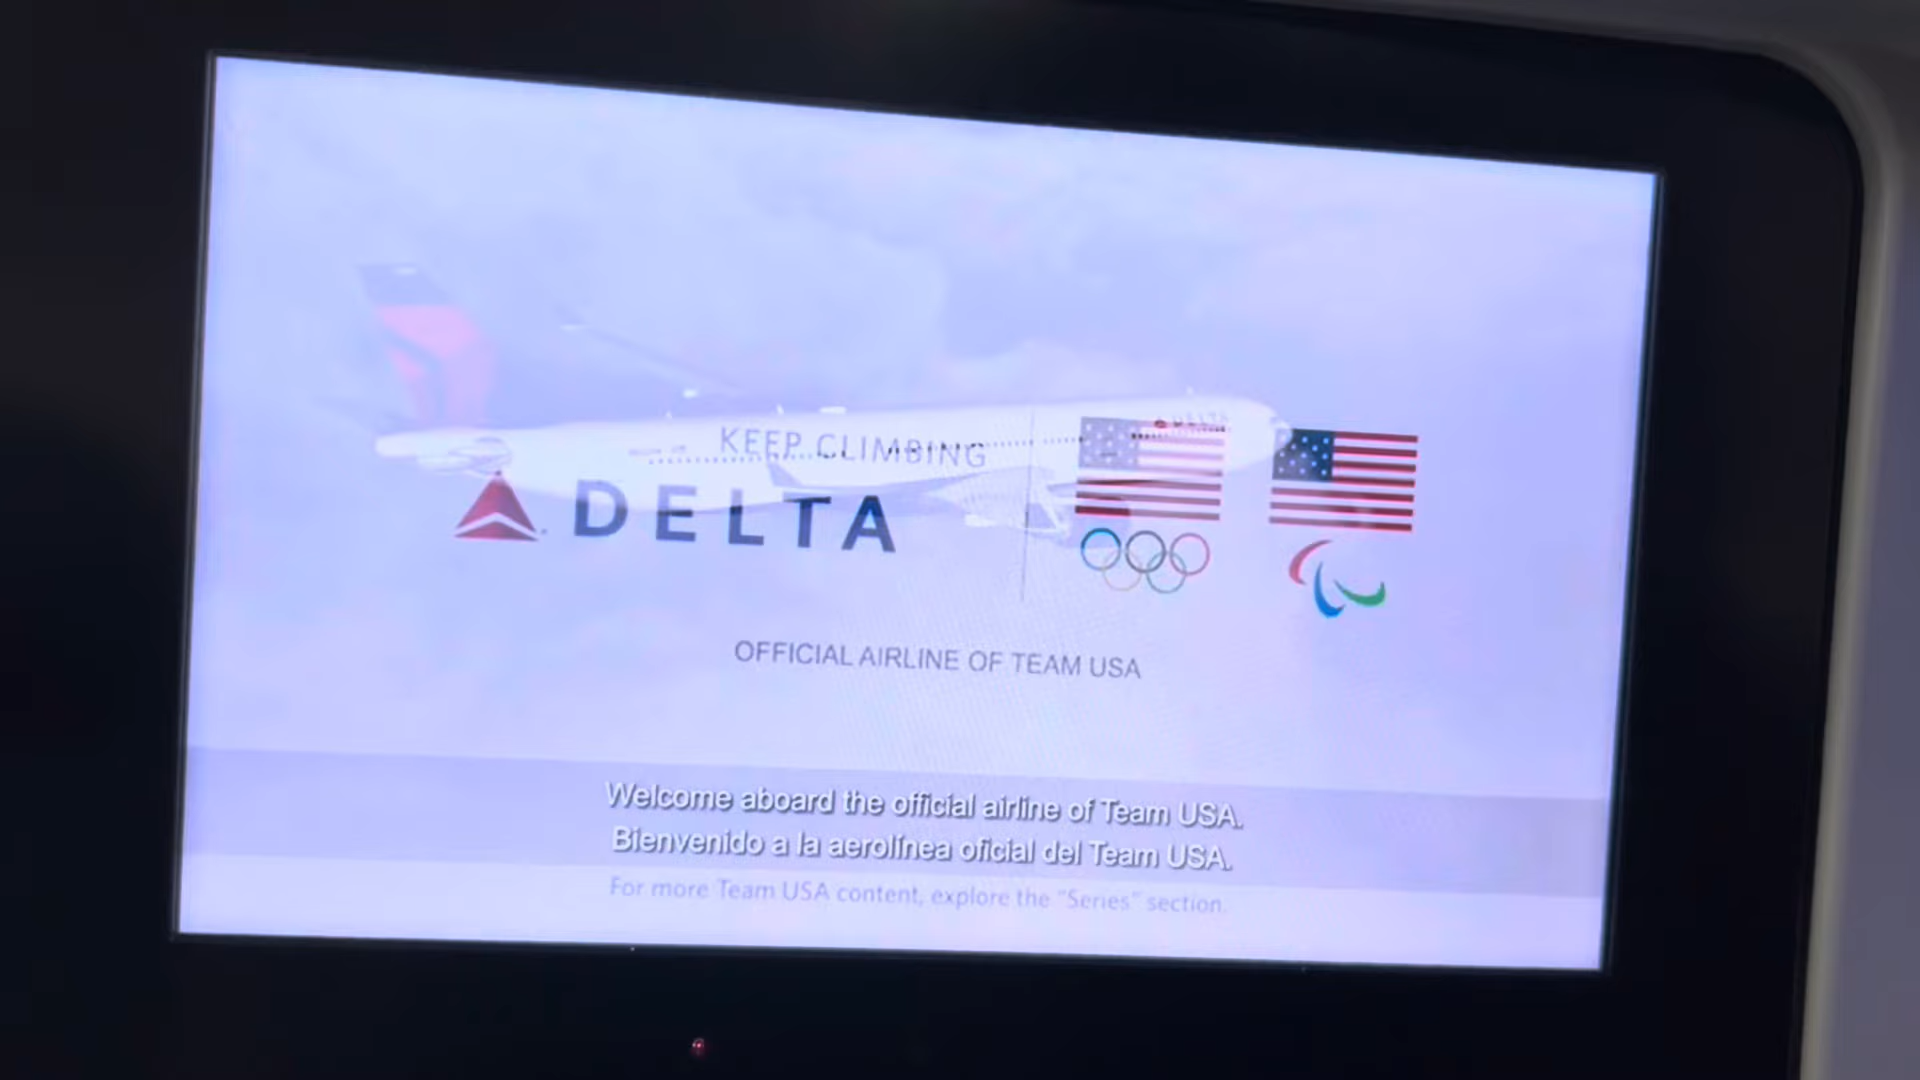 DELTA
KEEP CLIMBING
DELTA
OFFICIAL AIRLINE OF TEAM USA
Welcome aboard the official airline of Team USA.
Bienvenido a la aerolínea oficial del Team USA.
For more Team USA content, explore the "Series" section.